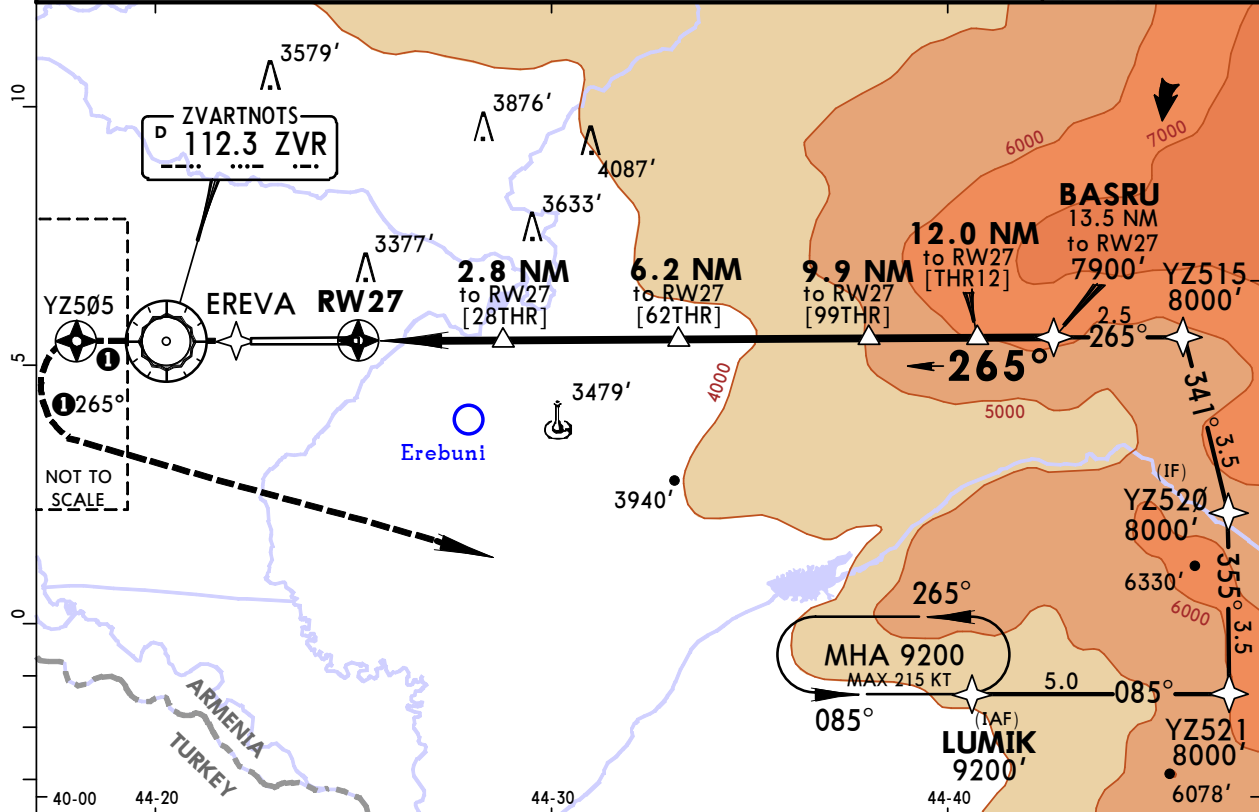 3579'
10
ZVARTNOTS
D 112.3 ZVR
3876'
4087'
3633'
3377'
6000
7000
BASRU
13.5 NM
to RW27
7900'
12.0 NM
to RW27
[THR12]
YZ5Ø5
EREVA
RW27
2.8 NM
to RW27
[28THR]
6.2 NM
to RW27
[62THR]
9.9 NM
to RW27
[99THR]
YZ515
8000'
2.5
265°
5
1
265°
1 265°
4000
5000
341°
3.5
3479'
Erebuni
NOT TO
SCALE
3940'
(IF)
YZ52Ø
8000'
6330'
6000
355°
3.5
0
265°
MHA 9200
MAX 215 KT
085°
5.0
085°
(IAF)
LUMIK
9200'
YZ521
8000'
6078'
ARMENIA
TURKEY
40-00
44-20
44-30
44-40